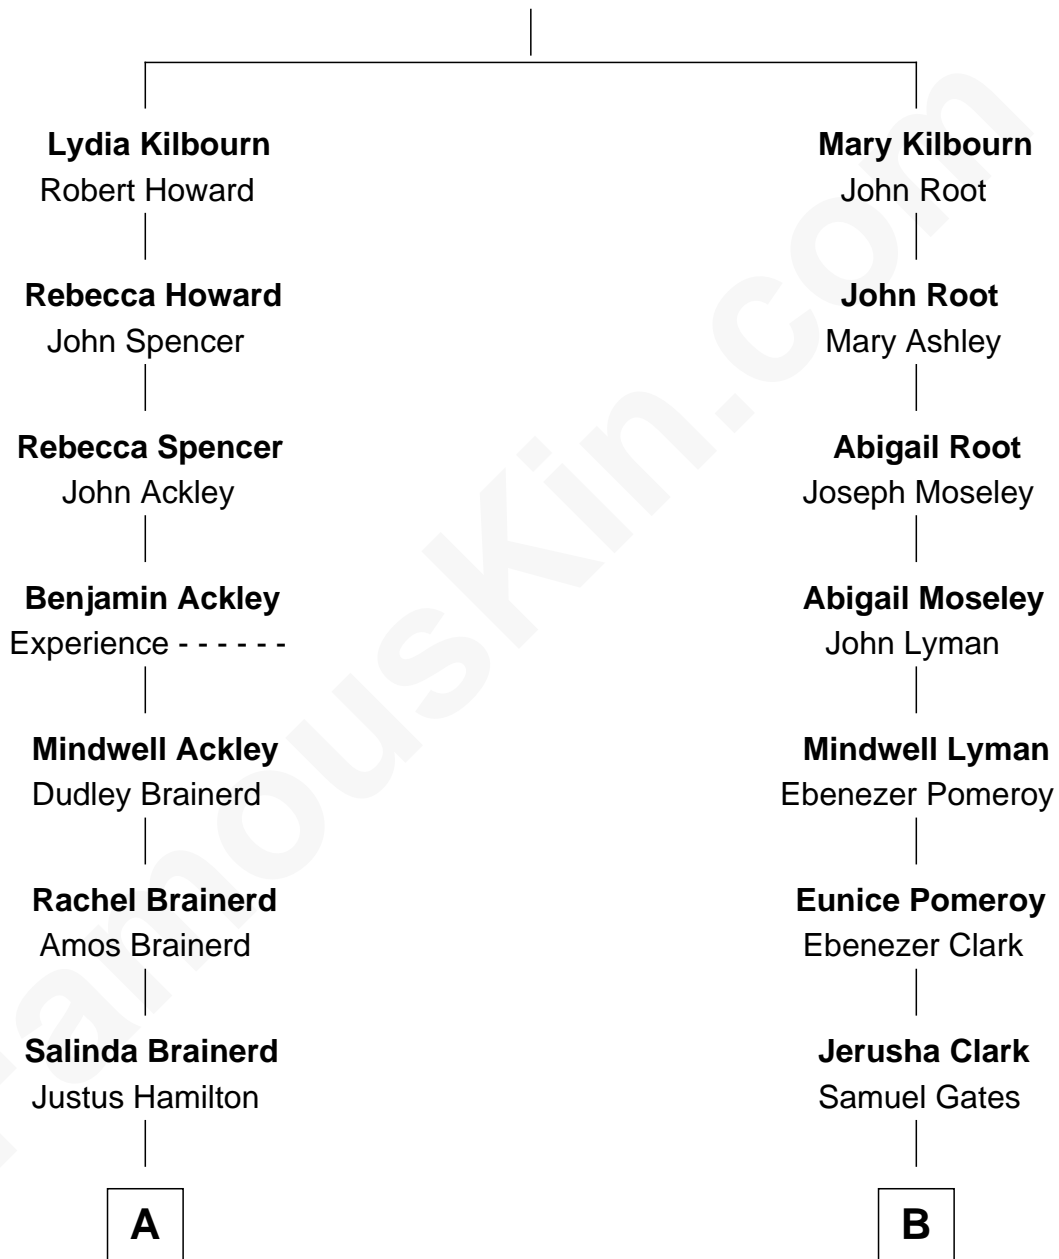 Lydia Kilbourn
Robert Howard
Mary Kilbourn
John Root
Rebecca Howard
John Spencer
John Root
Mary Ashley
Rebecca Spencer
John Ackley
Abigail Root
Joseph Moseley
Benjamin Ackley
Experience - - - - - -
Abigail Moseley
John Lyman
Mindwell Ackley
Dudley Brainerd
Mindwell Lyman
Ebenezer Pomeroy
Rachel Brainerd
Amos Brainerd
Eunice Pomeroy
Ebenezer Clark
Salinda Brainerd
Justus Hamilton
Jerusha Clark
Samuel Gates
A
B
FamousKin.com